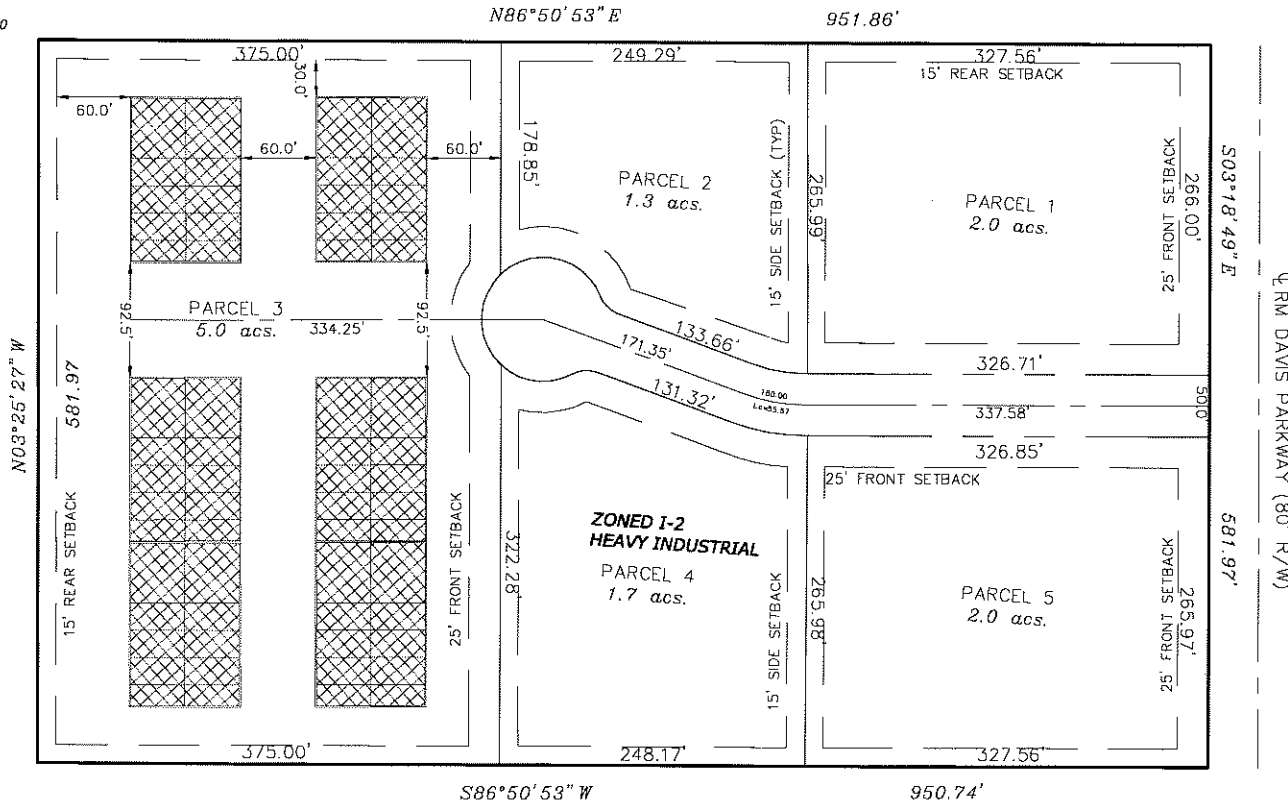 N86°50'53" E
951.86'
375.00'
249.29'
327.56'
15' REAR SETBACK
30.0'
60.0'
60.0'
60.0'
178.85'
15' SIDE SETBACK (TYP)
265.99'
25' FRONT SETBACK
266.00'
S03°18'49" E
PARCEL 2
1.3 acs.
PARCEL 1
2.0 acs.
92.5'
PARCEL 3
5.0 acs.
334.25'
92.5'
133.66'
171.35'
131.32'
326.71'
337.58'
326.85'
50.0'
25' FRONT SETBACK
RM DAVIS PARKWAY (80' R/W)
N03°25'27" W
581.97
15' REAR SETBACK
25' FRONT SETBACK
322.28'
ZONED I-2
HEAVY INDUSTRIAL
PARCEL 4
1.7 acs.
15' SIDE SETBACK
265.98'
PARCEL 5
2.0 acs.
25' FRONT SETBACK
265.97'
581.97'
375.00'
248.17'
327.56'
S86°50'53" W
950.74'